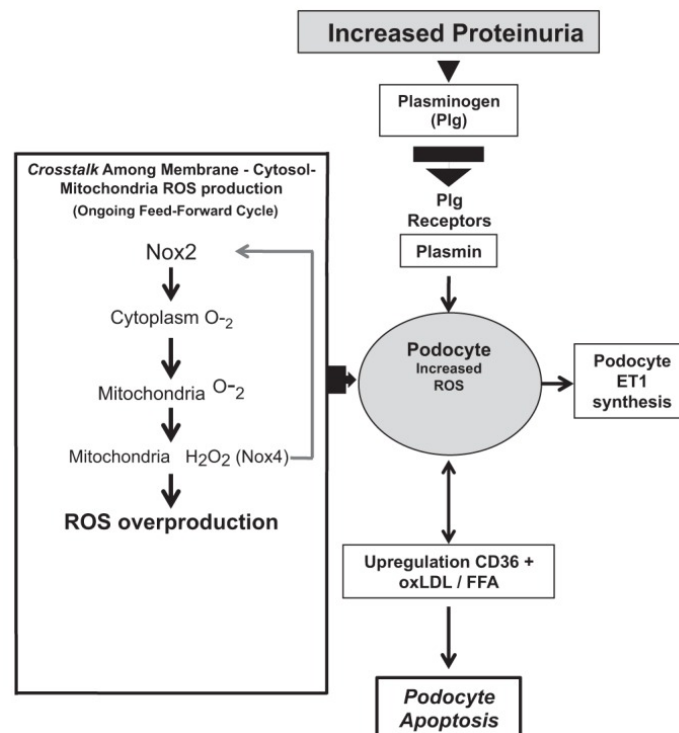 Increased Proteinuria
Plasminogen
(Plg)
Plg
Receptors
Plasmin
Crosstalk Among Membrane - Cytosol-
Mitochondria ROS production
(Ongoing Feed-Forward Cycle)
Nox2
Cytoplasm O-₂
Mitochondria O-₂
Mitochondria H₂O₂ (Nox4)
ROS overproduction
Podocyte
Increased
ROS
Podocyte
ET1
synthesis
Upregulation CD36 +
oxLDL / FFA
Podocyte
Apoptosis